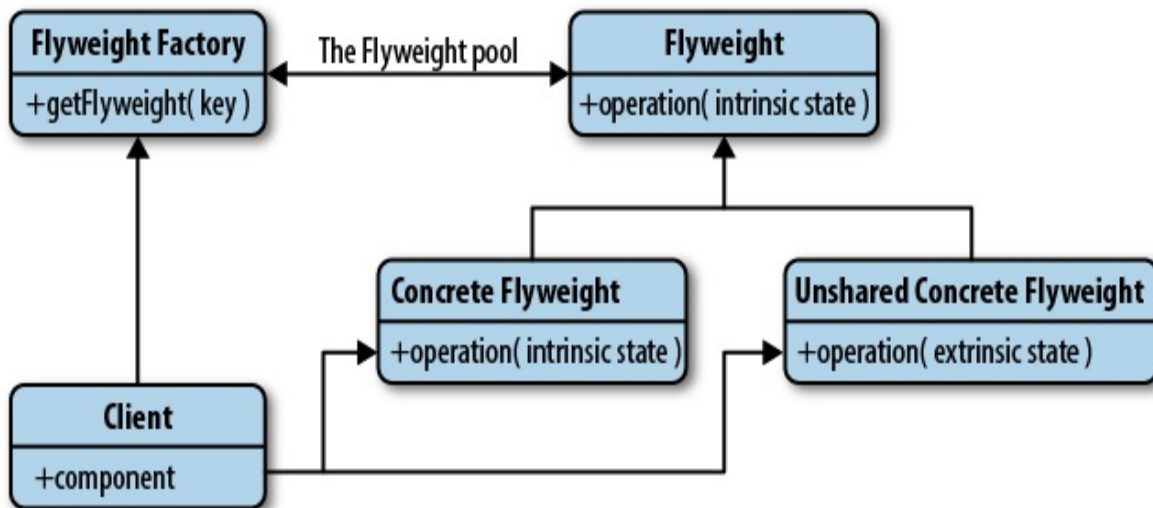 Flyweight Factory
+getFlyweight( key )
The Flyweight pool
Flyweight
+operation( intrinsic state )
Concrete Flyweight
+operation( intrinsic state )
Unshared Concrete Flyweight
+operation( extrinsic state )
Client
+component